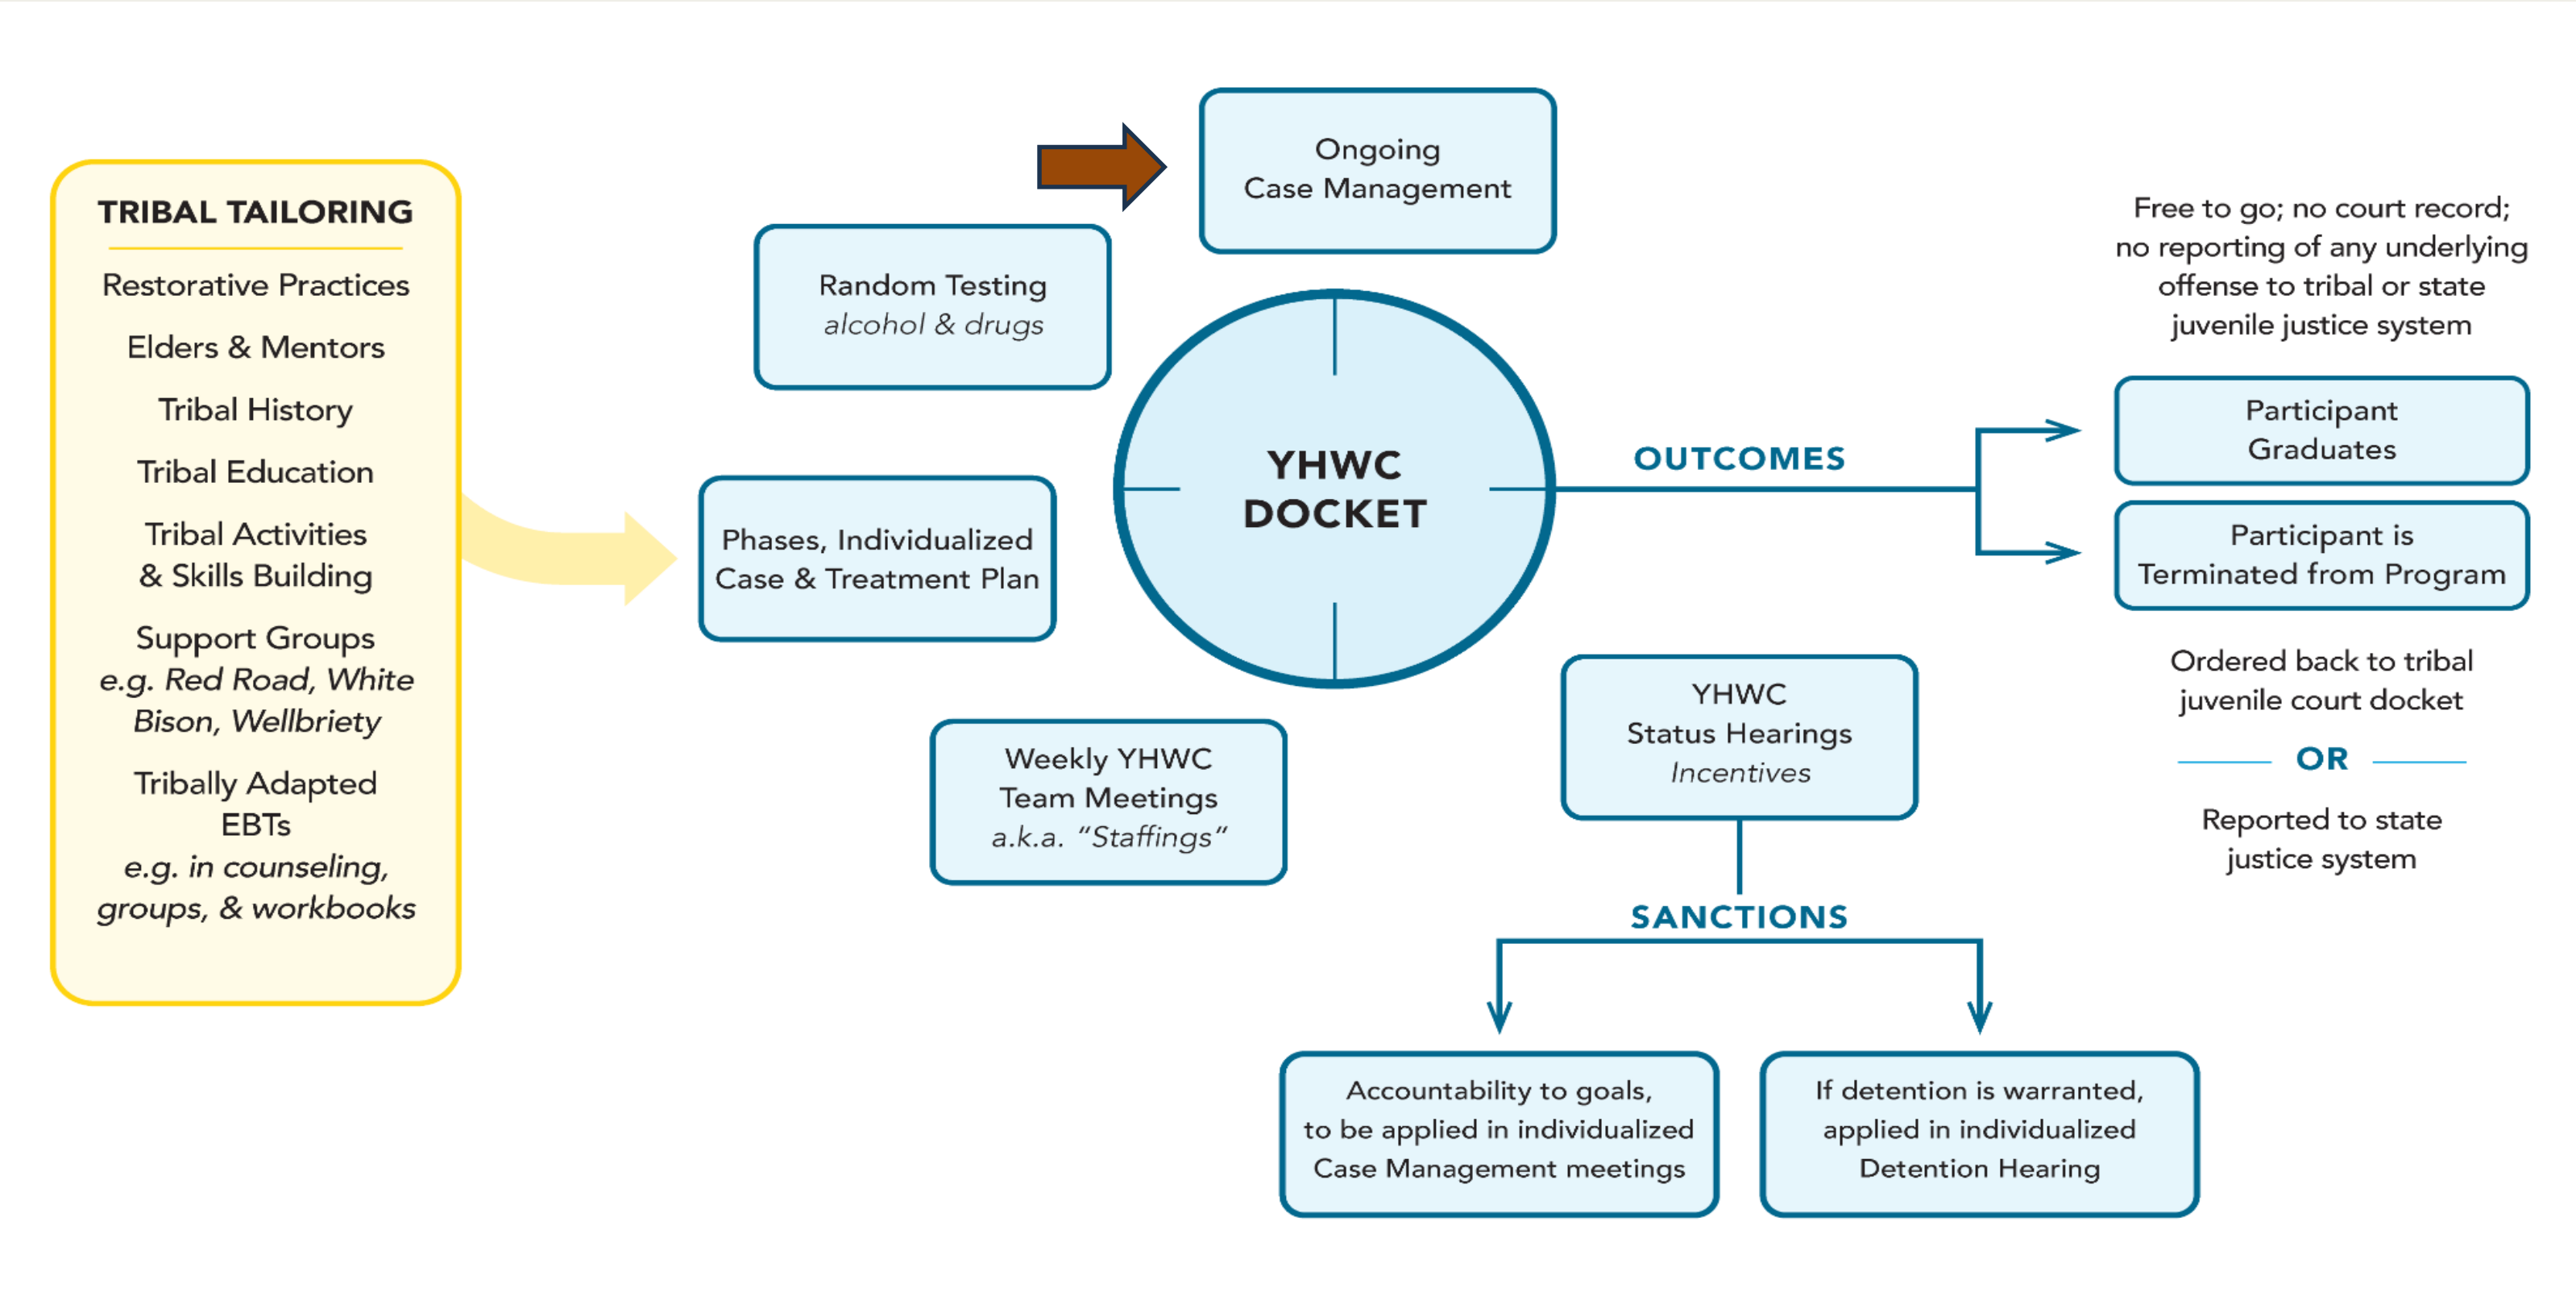 TRIBAL TAILORING
Restorative Practices
Elders & Mentors
Tribal History
Tribal Education
Tribal Activities
& Skills Building
Support Groups
e.g. Red Road, White
Bison, Wellbriety
Tribally Adapted
EBTs
e.g. in counseling,
groups, & workbooks
Ongoing
Case Management
Random Testing
alcohol & drugs
Phases, Individualized
Case & Treatment Plan
Weekly YHWC
Team Meetings
a.k.a. “Staffings“
YHWC
DOCKET
OUTCOMES
Free to go; no court record;
no reporting of any underlying
offense to tribal or state
juvenile justice system
Participant
Graduates
Participant is
Terminated from Program
Ordered back to tribal
juvenile court docket
OR
Reported to state
justice system
YHWC
Status Hearings
Incentives
SANCTIONS
Accountability to goals,
to be applied in individualized
Case Management meetings
If detention is warranted,
applied in individualized
Detention Hearing